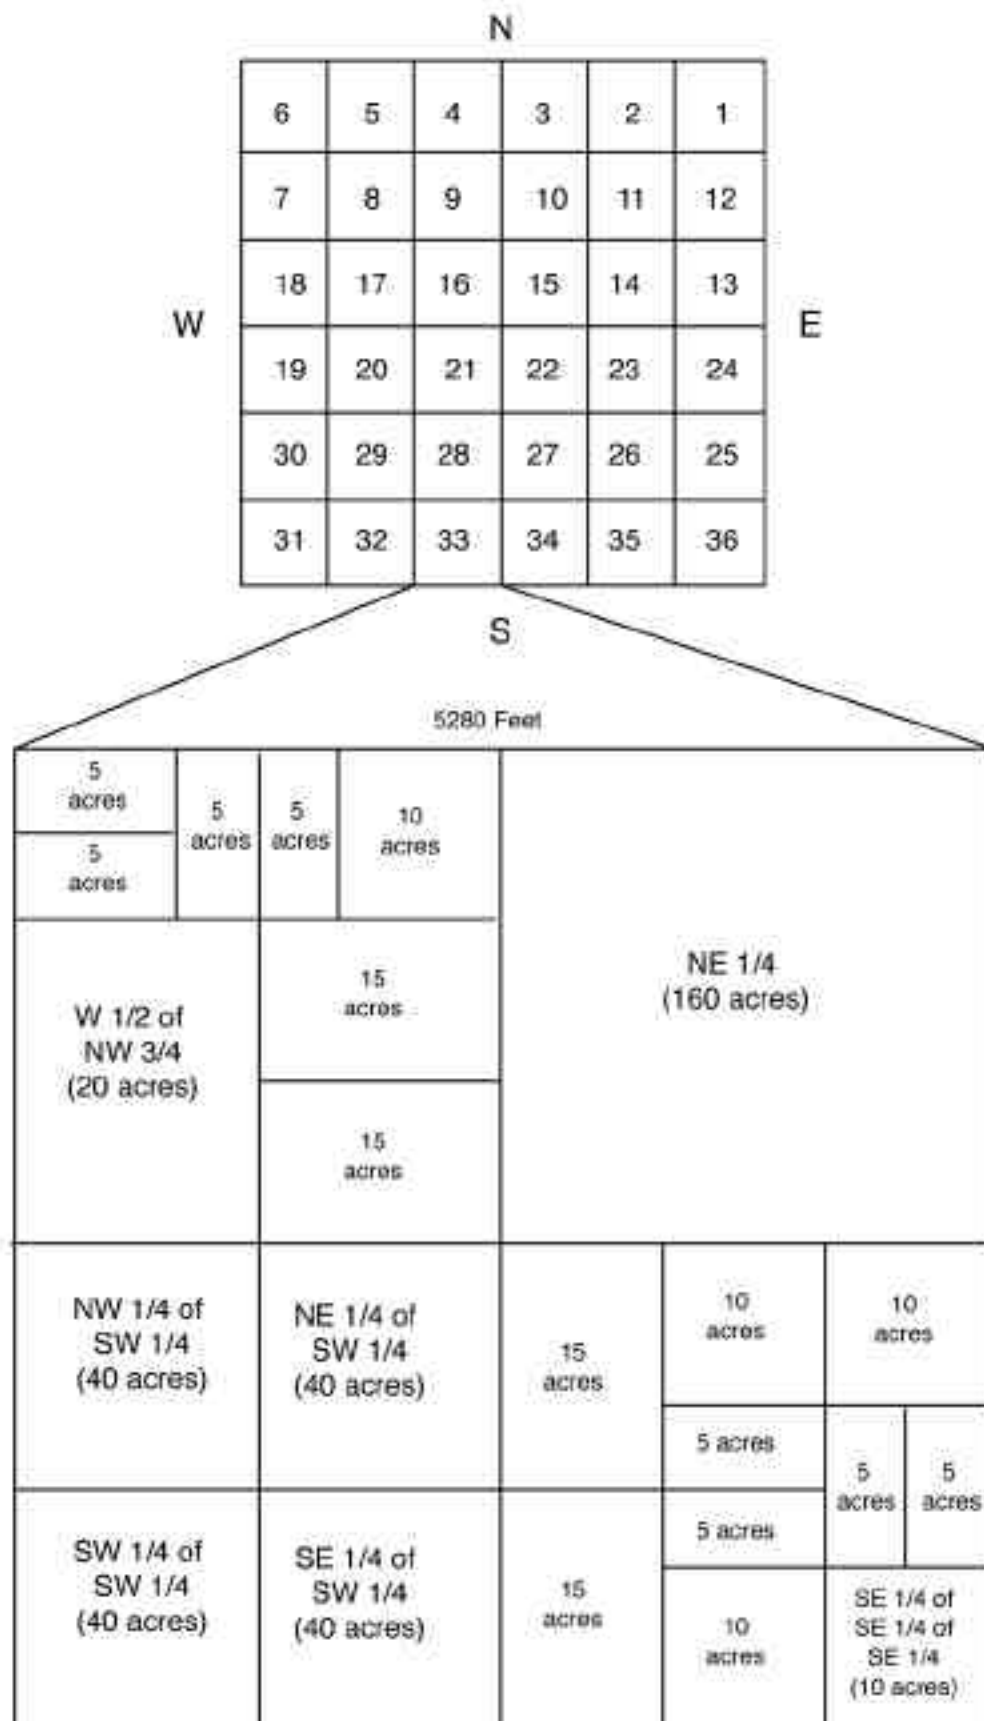 N
6 5 4 3 2 1
7 8 9 10 11 12
18 17 16 15 14 13
W
E
19 20 21 22 23 24
30 29 28 27 26 25
31 32 33 34 35 36
S
5280 Feet
5
acres
5
acres
5
acres
5
acres
10
acres
NE 1/4
(160 acres)
W 1/2 of
NW 3/4
(20 acres)
15
acres
15
acres
NW 1/4 of
SW 1/4
(40 acres)
NE 1/4 of
SW 1/4
(40 acres)
15
acres
10
acres
10
acres
5 acres
5
acres
5
acres
5 acres
SW 1/4 of
SW 1/4
(40 acres)
SE 1/4 of
SW 1/4
(40 acres)
15
acres
10
acres
SE 1/4 of
SE 1/4 of
SE 1/4
(10 acres)